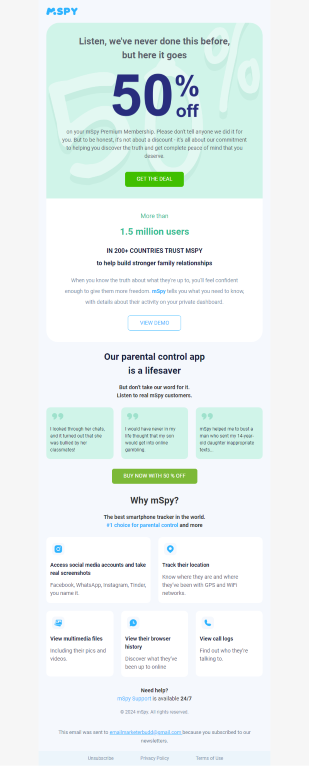 mSPY
Listen, we've never done this before,
but here it goes
50% off
on your mSpy Premium Membership. Please don't tell anyone we did it for
you. But to be honest, it's not about a discount - it's all about our commitment
to helping you discover the truth and get complete peace of mind that you
deserve.
GET THE DEAL
More than
1.5 million users
IN 200+ COUNTRIES TRUST MSPY
to help build stronger family relationships
When you know the truth about what they're up to, you'll feel confident
enough to give them more freedom. mSpy tells you what you need to know,
with details about their activity on your private dashboard.
VIEW DEMO
Our parental control app
is a lifesaver
But don't take our word for it.
Listen to real mSpy customers.
I looked through her chats,
and it turned out that she
was bullied by her
classmates!
I would have never in my
life thought that my son
would get into online
gambling.
mSpy helped me to bust a
man who sent my 14-year-
old daughter inappropriate
texts.
BUY NOW WITH 50 % OFF
Why mSpy?
The best smartphone tracker in the world.
#1 choice for parental control and more
Access social media accounts and take
real screenshots
Facebook, WhatsApp, Instagram, Tinder,
you name it.
Track their location
Know where they are and where
they've been with GPS and WiFi
networks.
View multimedia files
Including their pics and
videos.
View their browser
history
Discover what they've
been up to online
View call logs
Find out who they're
talking to.
Need help?
mSpy Support is available 24/7
© 2024 mSpy. All rights reserved.
This email was sent to emailmarketerbudd@gmail.com because you subscribed to our
newsletters.
Unsubscribe
Privacy Policy
Terms of Use